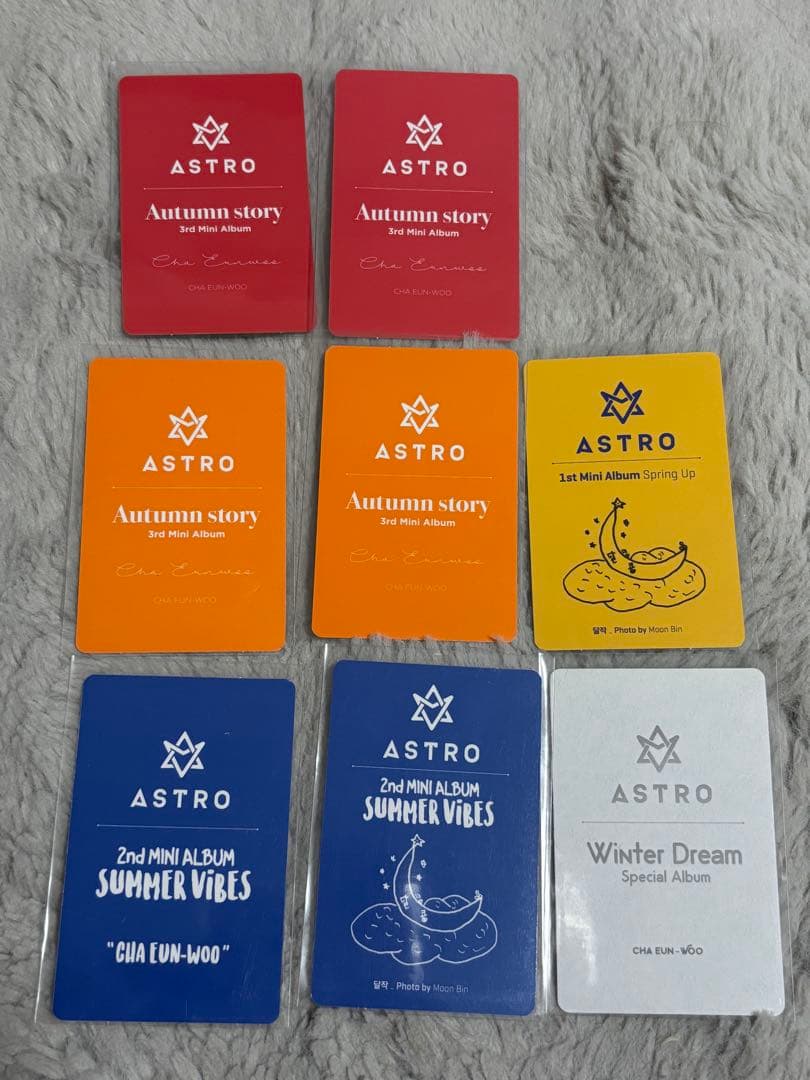 ASTRO
Autumn story
3rd Mini Album
Cha Eunwoo
CHA EUN-WOO
ASTRO
Autumn story
3rd Mini Album
Cha Eunwoo
CHA EUN-WOO
ASTRO
Autumn story
3rd Mini Album
Cha Eunwoo
CHA EUN-WOO
ASTRO
Autumn story
3rd Mini Album
Cha Eunwoo
CHA EUN-WOO
ASTRO
1st Mini Album Spring Up
달작 _ Photo by Moon Bin
ASTRO
2nd MINI ALBUM
SUMMER ViBES
"CHA EUN-WOO"
ASTRO
2nd MINI ALBUM
SUMMER ViBES
달작 _ Photo by Moon Bin
ASTRO
Winter Dream
Special Album
CHA EUN-WOO